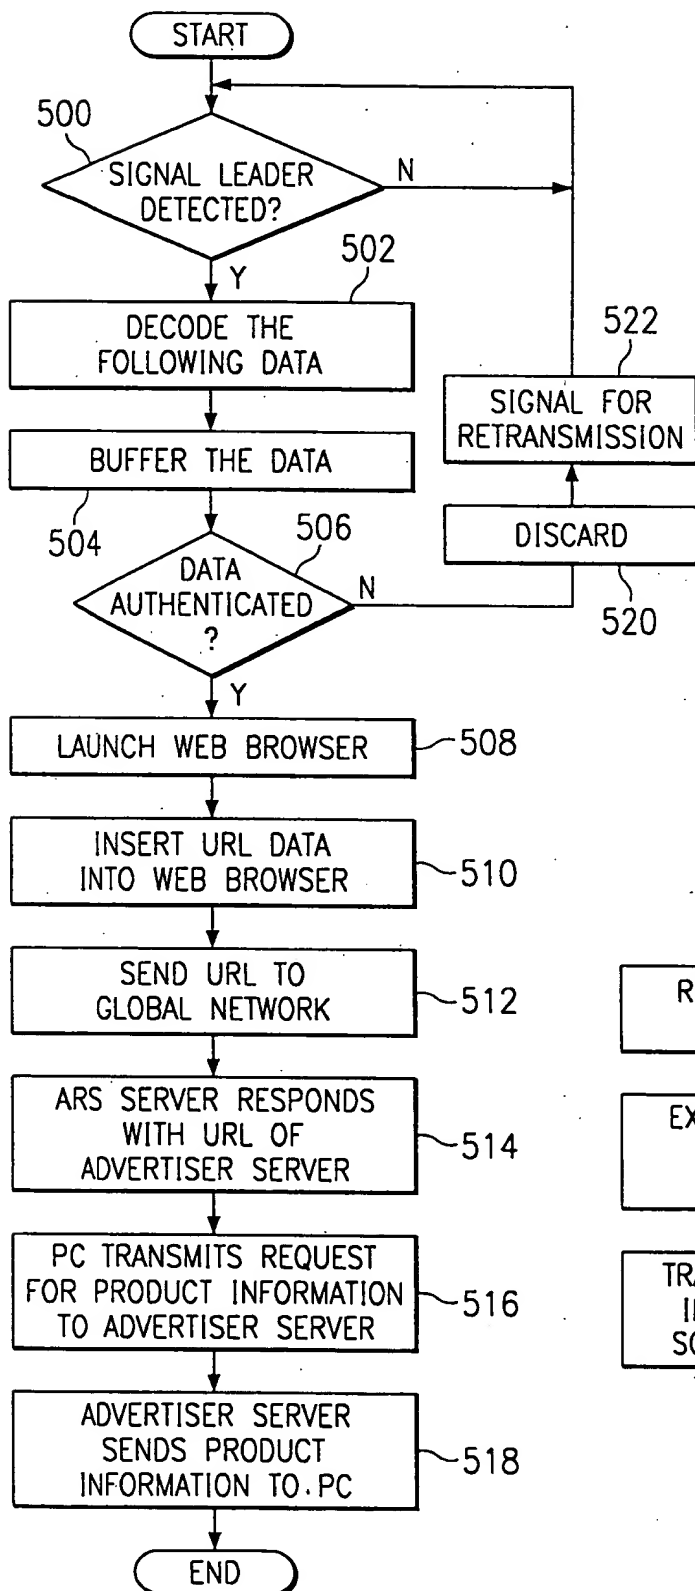 START
500
SIGNAL LEADER
DETECTED?
N
Y
502
DECODE THE
FOLLOWING DATA
522
SIGNAL FOR
RETRANSMISSION
BUFFER THE DATA
504
506
DISCARD
520
DATA
AUTHENTICATED
?
N
Y
LAUNCH WEB BROWSER
508
INSERT URL DATA
INTO WEB BROWSER
510
SEND URL TO
GLOBAL NETWORK
512
ARS SERVER RESPONDS
WITH URL OF
ADVERTISER SERVER
514
PC TRANSMITS REQUEST
FOR PRODUCT INFORMATION
TO ADVERTISER SERVER
516
ADVERTISER SERVER
SENDS PRODUCT
INFORMATION TO PC
518
END